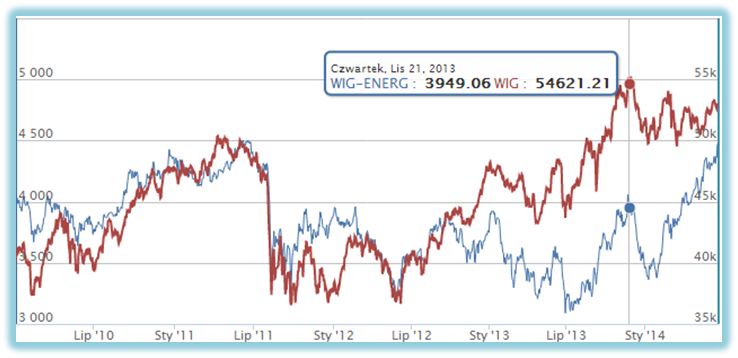 Czwartek, Lis 21, 2013
WIG-ENERG : 3949.06 WIG : 54621.21
5 000 55k
4 500 50k
4 000 45k
3 500 40k
3 000 35k
Lip '10 Sty '11 Lip '11 Sty '12 Lip '12 Sty '13 Lip '13 Sty '14